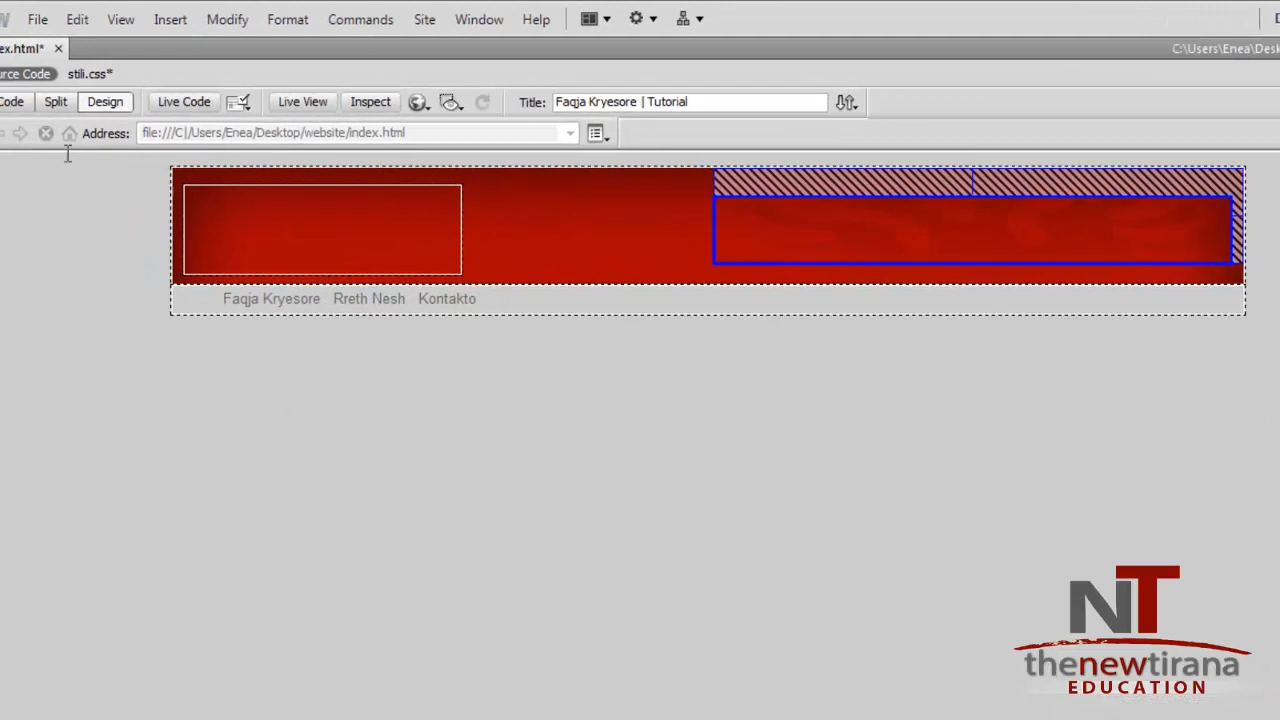 File Edit View Insert Modify Format Commands Site Window Help
ex.html* C:\Users\Enea\Desk
urce Code stili.css*
Code Split Design Live Code Live View Inspect Title: Faqja Kryesore | Tutorial
Address: file:///C|/Users/Enea/Desktop/website/index.html
Faqja Kryesore Rreth Nesh Kontakto
NT
thenewtirana
EDUCATION